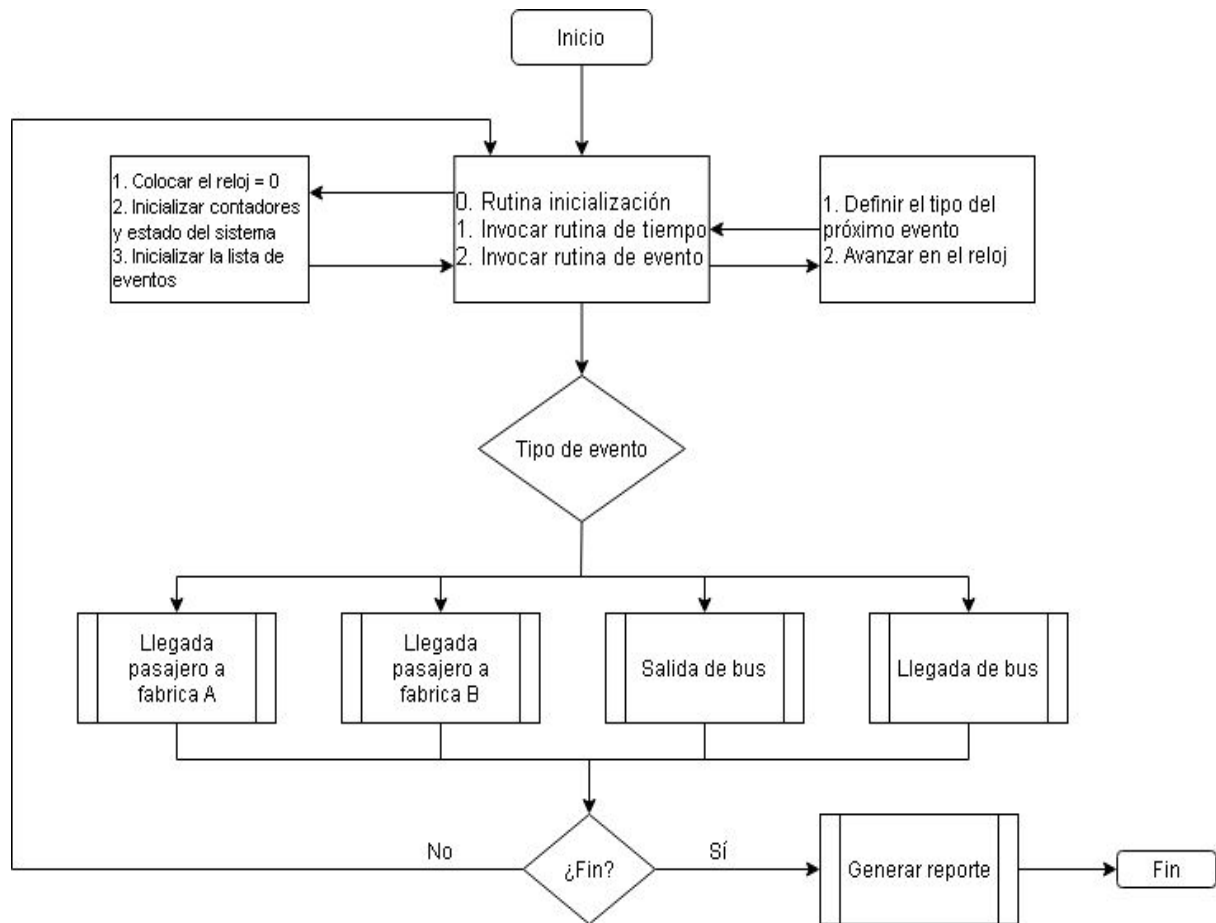 Inicio
1. Colocar el reloj = 0
2. Inicializar contadores
y estado del sistema
3. Inicializar la lista de
eventos
0. Rutina inicialización
1. Invocar rutina de tiempo
2. Invocar rutina de evento
1. Definir el tipo del
próximo evento
2. Avanzar en el reloj
Tipo de evento
Llegada
pasajero a
fabrica A
Llegada
pasajero a
fabrica B
Salida de bus
Llegada de bus
No
¿Fin?
Sí
Generar reporte
Fin